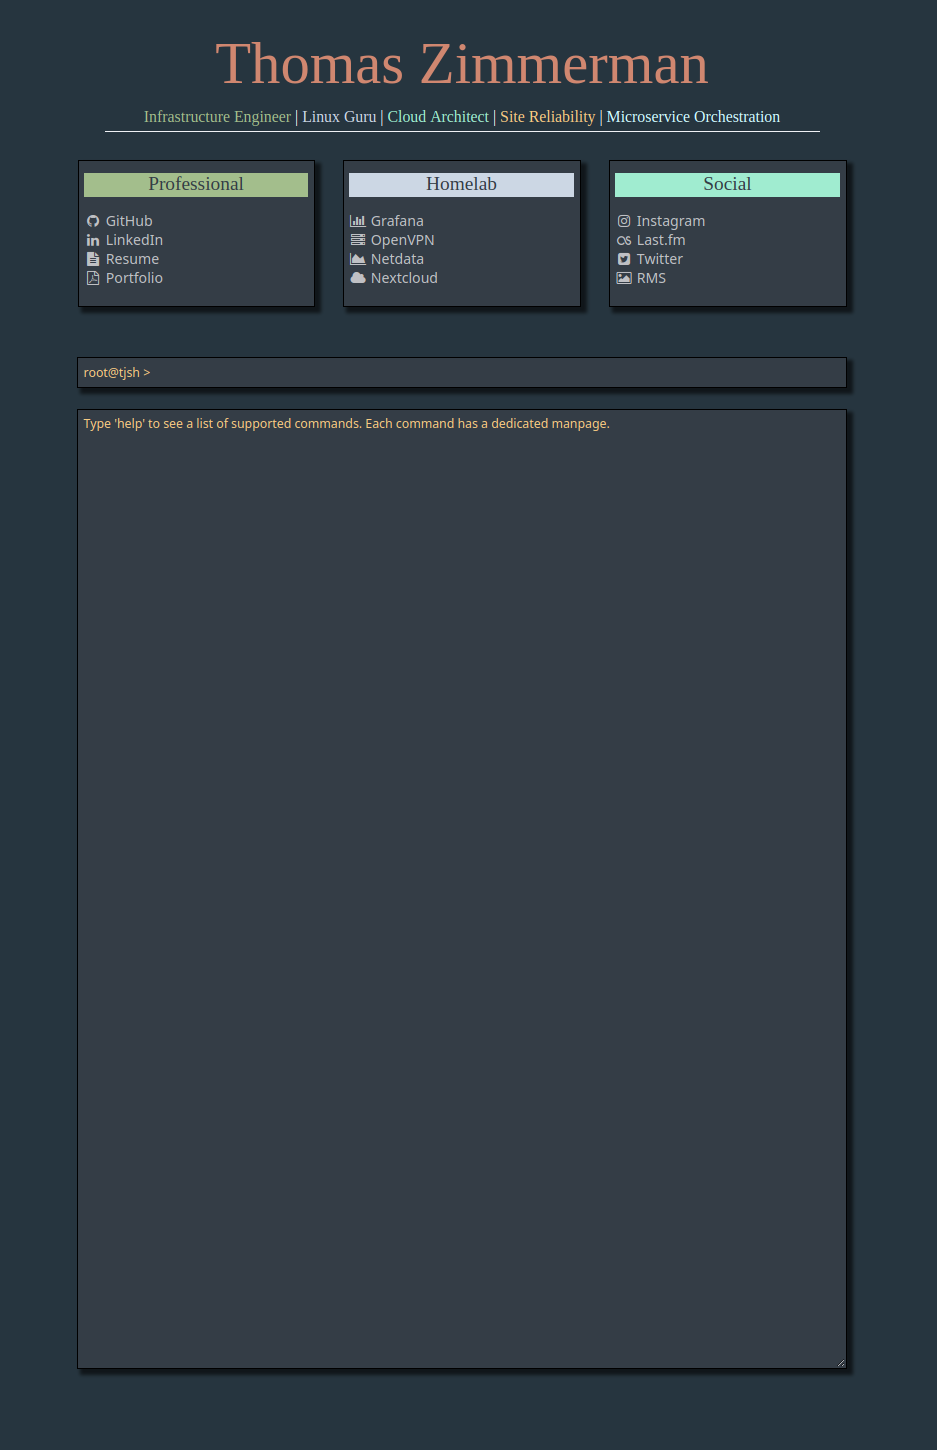 Thomas Zimmerman
Infrastructure Engineer | Linux Guru | Cloud Architect | Site Reliability | Microservice Orchestration
Professional
GitHub
LinkedIn
Resume
Portfolio
Homelab
Grafana
OpenVPN
Netdata
Nextcloud
Social
Instagram
Last.fm
Twitter
RMS
root@tjsh >
Type 'help' to see a list of supported commands. Each command has a dedicated manpage.